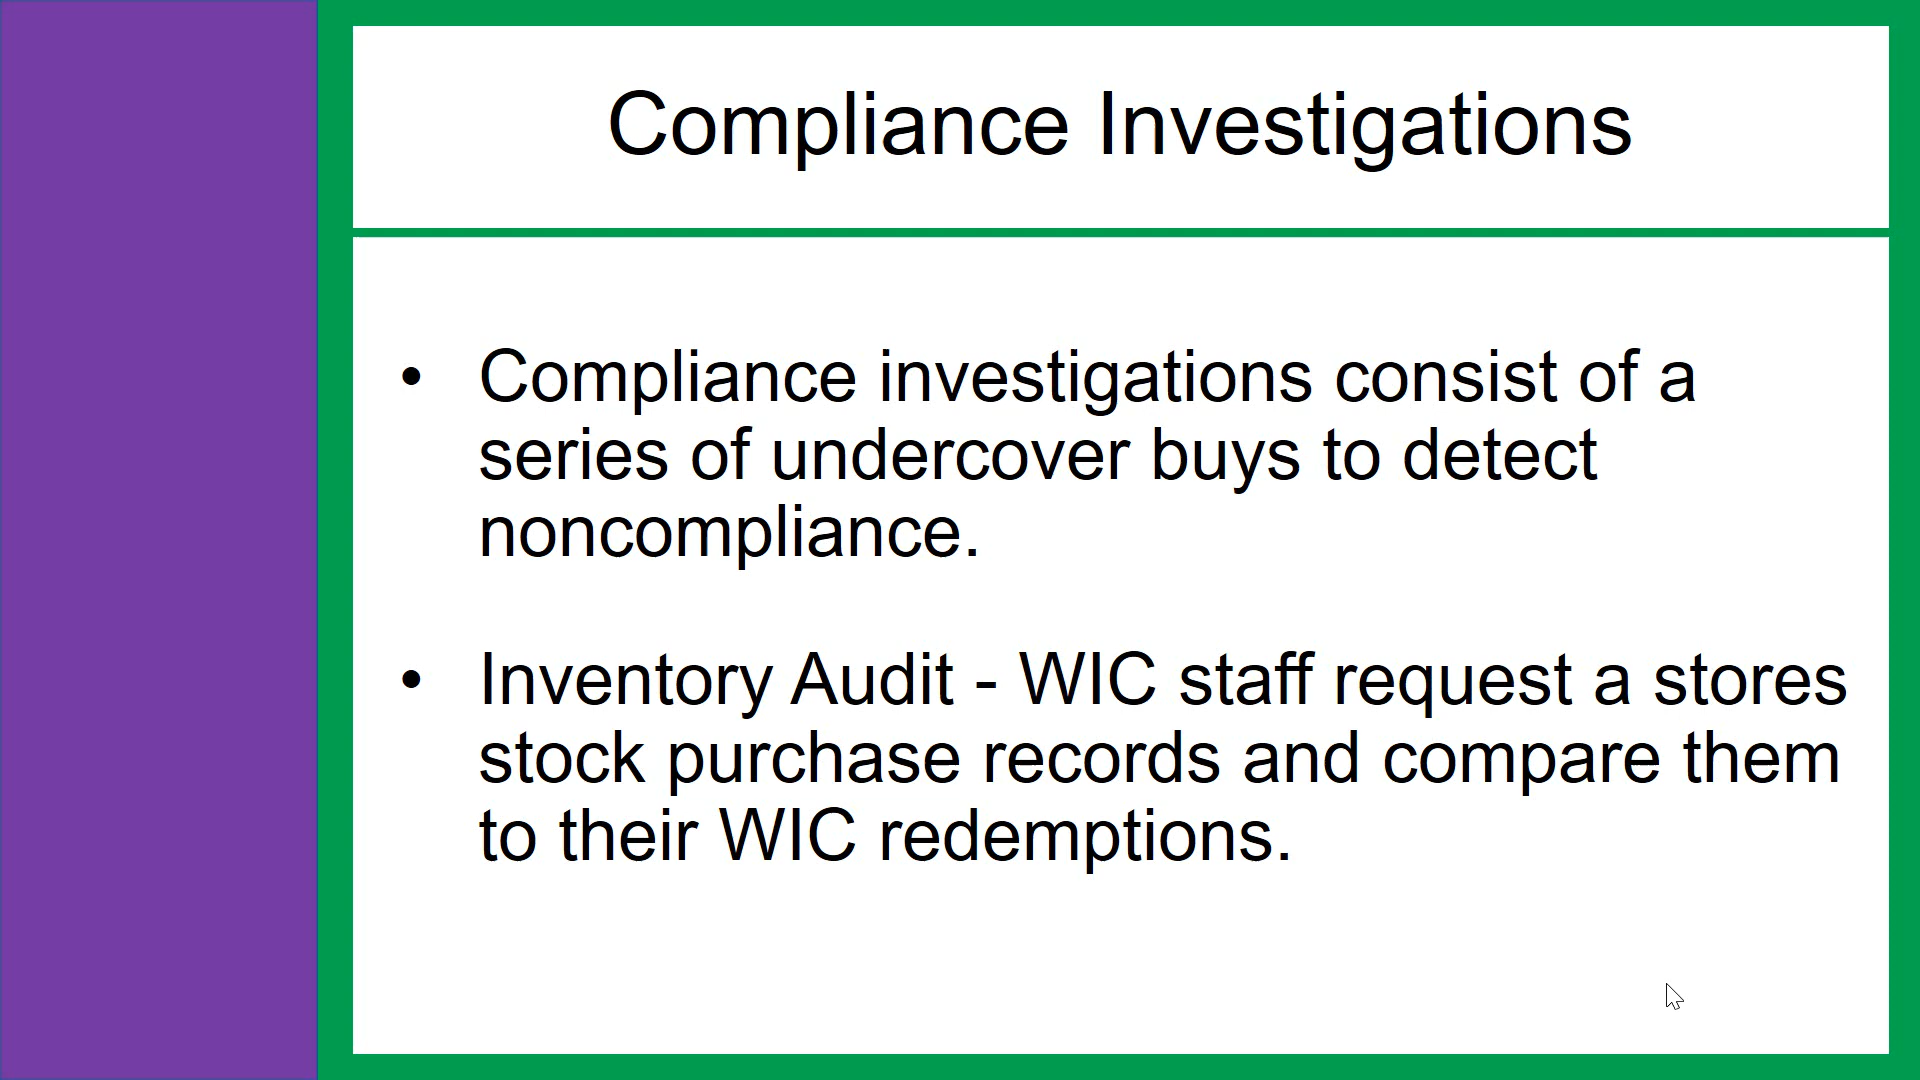 Compliance Investigations
• Compliance investigations consist of a
series of undercover buys to detect
noncompliance.
• Inventory Audit - WIC staff request a stores
stock purchase records and compare them
to their WIC redemptions.